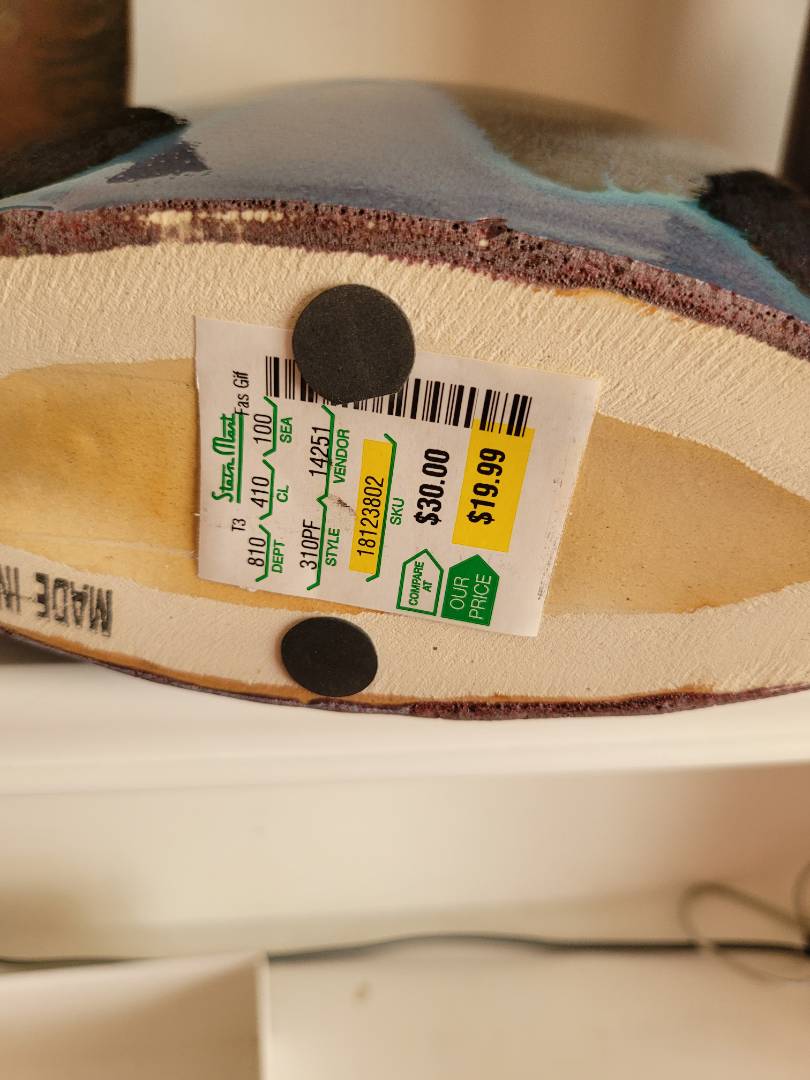 Stein Mart
T3 Fas Gif
810 410 100
DEPT. CL SEA
310PF 14251
STYLE VENDOR
18123802
SKU
COMPARE AT $30.00
OUR PRICE $19.99
MADE IN